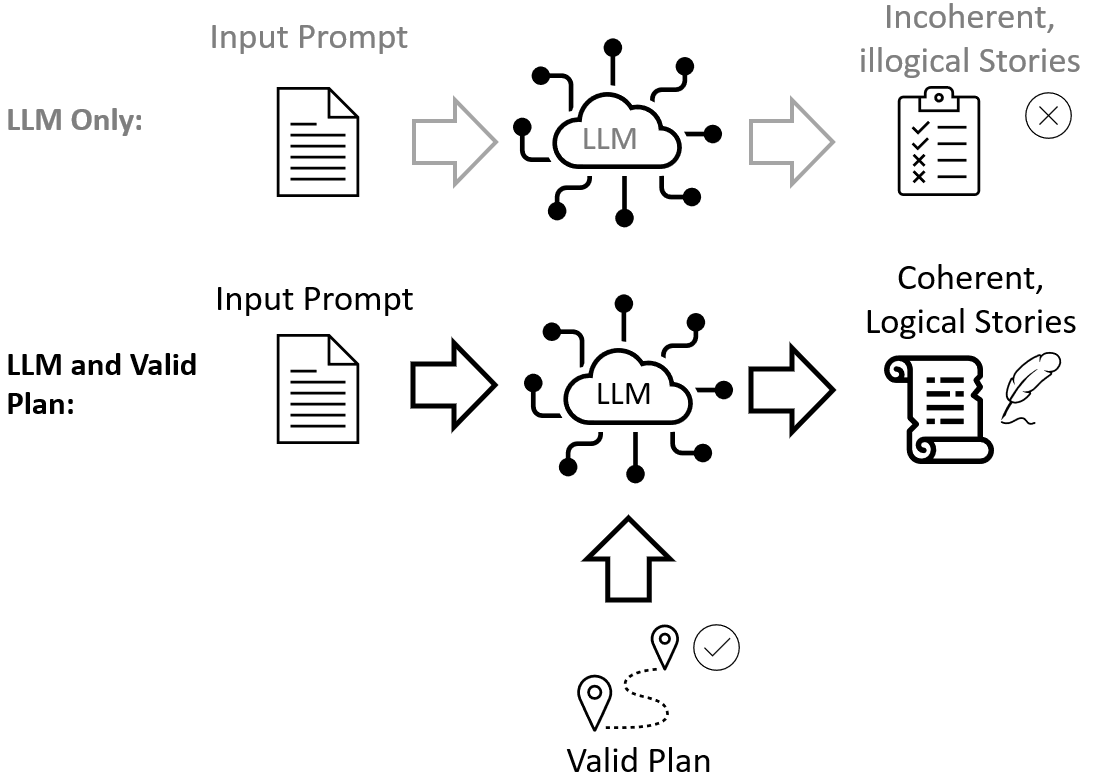 Input Prompt
Incoherent,
illogical Stories
LLM Only:
LLM
Input Prompt
Coherent,
Logical Stories
LLM and Valid
Plan:
LLM
Valid Plan